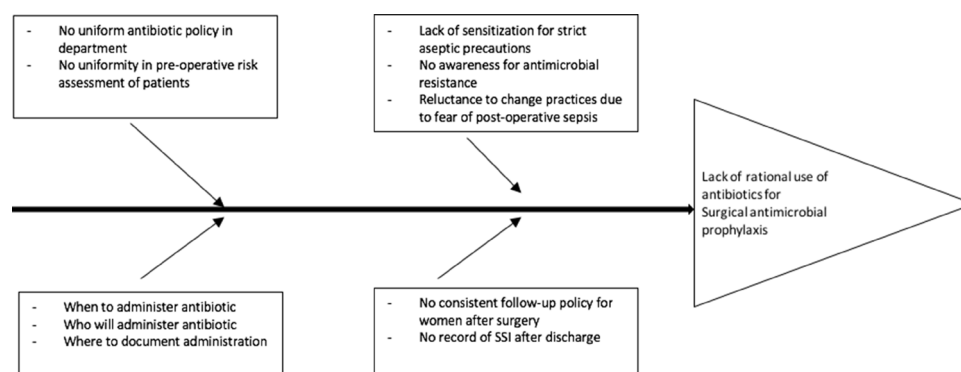 - No uniform antibiotic policy in
department
- No uniformity in pre-operative risk
assessment of patients
- Lack of sensitization for strict
aseptic precautions
- No awareness for antimicrobial
resistance
- Reluctance to change practices due
to fear of post-operative sepsis
Lack of rational use of
antibiotics for
Surgical antimicrobial
prophylaxis
- When to administer antibiotic
- Who will administer antibiotic
- Where to document administration
- No consistent follow-up policy for
women after surgery
- No record of SSI after discharge